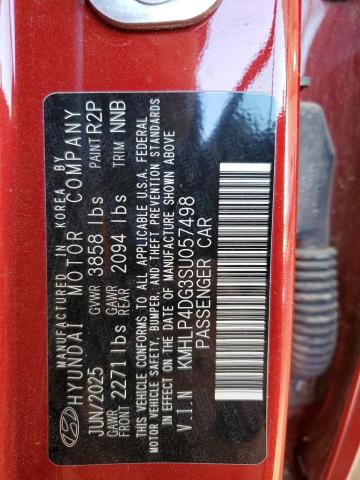 MANUFACTURED IN KOREA BY
HYUNDAI MOTOR COMPANY
JUN/2025 GVWR 3858 lbs PAINT R2P
GAWR FRONT 2271 lbs GAWR REAR 2094 lbs TRIM NNB
THIS VEHICLE CONFORMS TO ALL APPLICABLE U.S.A. FEDERAL
MOTOR VEHICLE SAFETY, BUMPER, AND THEFT PREVENTION STANDARDS
IN EFFECT ON THE DATE OF MANUFACTURE SHOWN ABOVE
V.I.N KMHLP4DG3SU057498
PASSENGER CAR